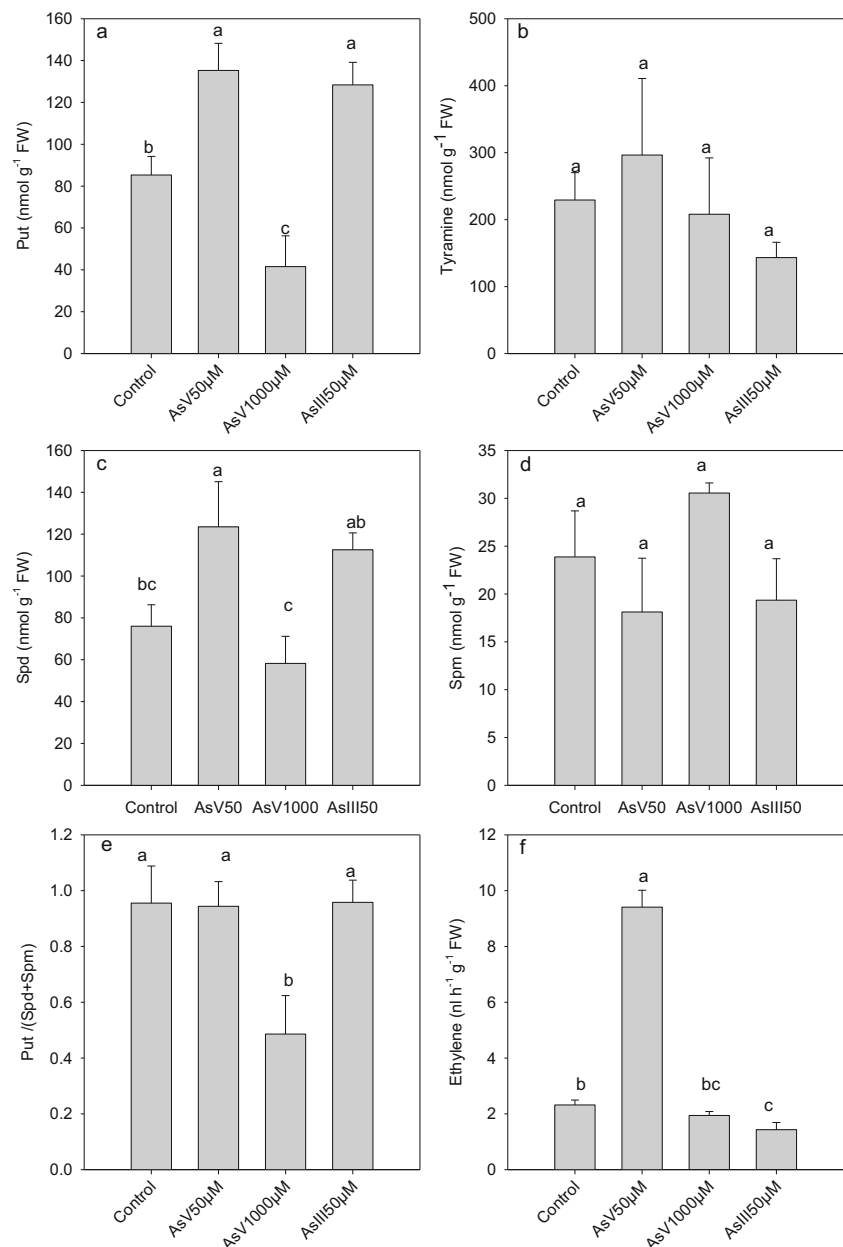 a
Put (nmol g⁻¹ FW)
160
140
120
100
80
60
40
20
0
b
a
c
a
Control
AsV50µM
AsV1000µM
AsIII50µM
b
Tyramine (nmol g⁻¹ FW)
500
400
300
200
100
0
a
a
a
a
Control
AsV50µM
AsV1000µM
AsIII50µM
c
Spd (nmol g⁻¹ FW)
160
140
120
100
80
60
40
20
0
bc
a
c
ab
Control
AsV50
AsV1000
AsIII50
d
Spm (nmol g⁻¹ FW)
35
30
25
20
15
10
5
0
a
a
a
a
Control
AsV50
AsV1000
AsIII50
e
Put /(Spd+Spm)
1.2
1.0
0.8
0.6
0.4
0.2
0.0
a
a
b
a
Control
AsV50µM
AsV1000µM
AsIII50µM
f
Ethylene (nl h⁻¹ g⁻¹ FW)
12
10
8
6
4
2
0
b
a
bc
c
Control
AsV50µM
AsV1000µM
AsIII50µM